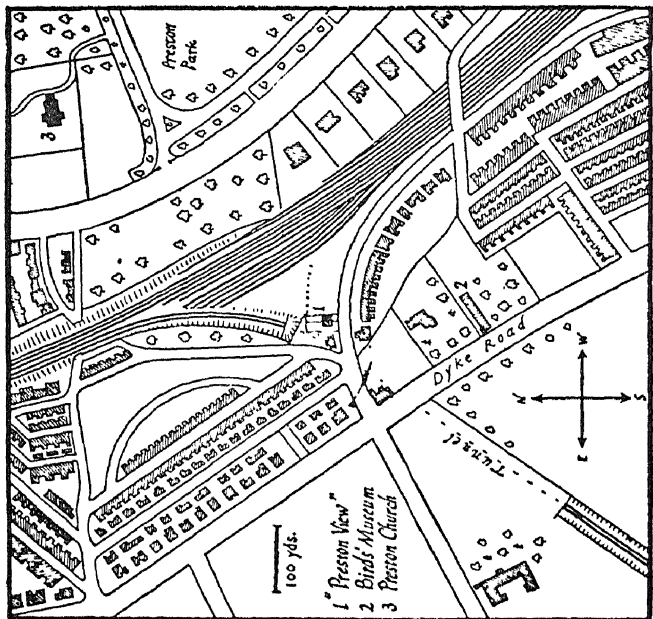 Preston
Park
3
1
2
Dyke Road
N
W
E
S
Tunnel
100 yds.
1 "Preston View"
2 Birds' Museum
3 Preston Church